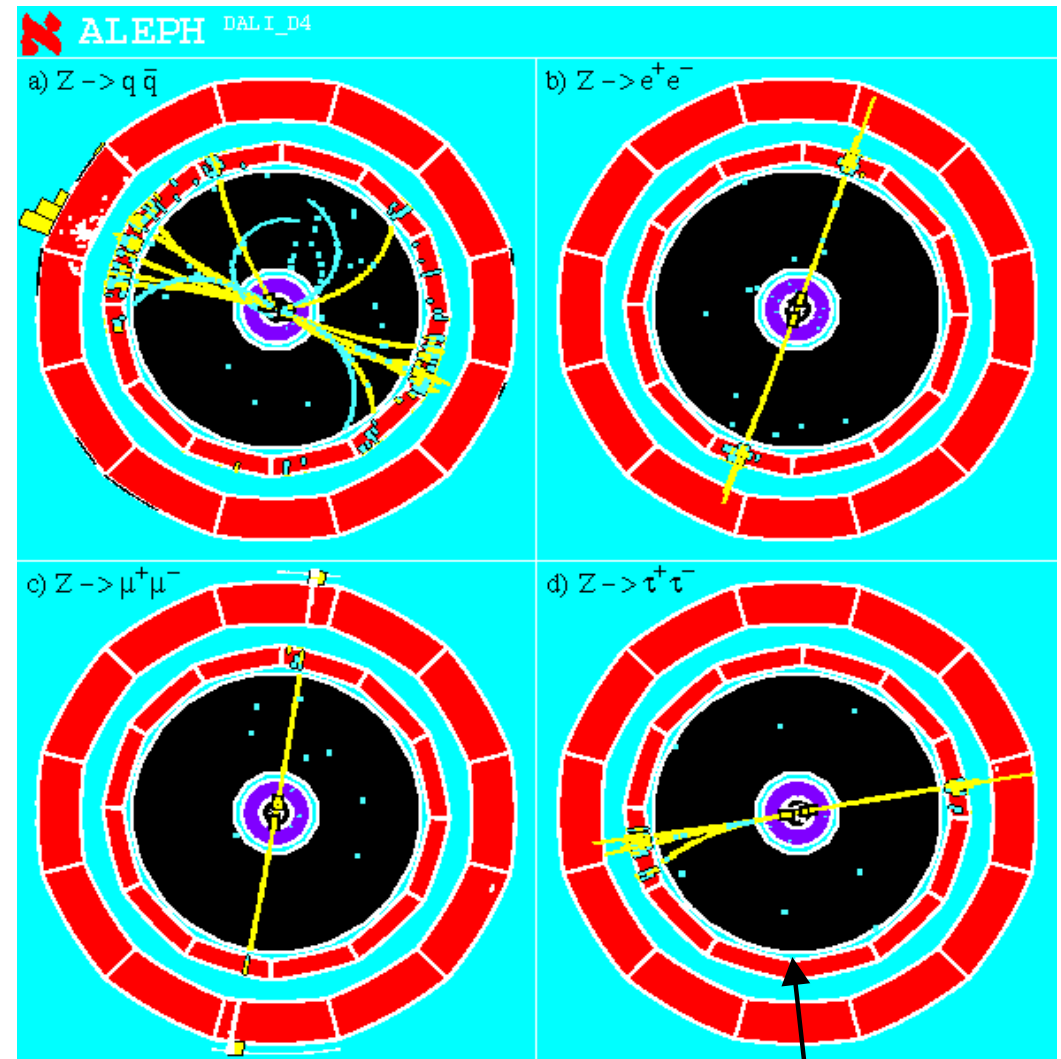 ALEPH DALI_D4
a) Z -> q q̅
b) Z -> e⁺ e⁻
c) Z -> μ⁺ μ⁻
d) Z -> τ⁺ τ⁻